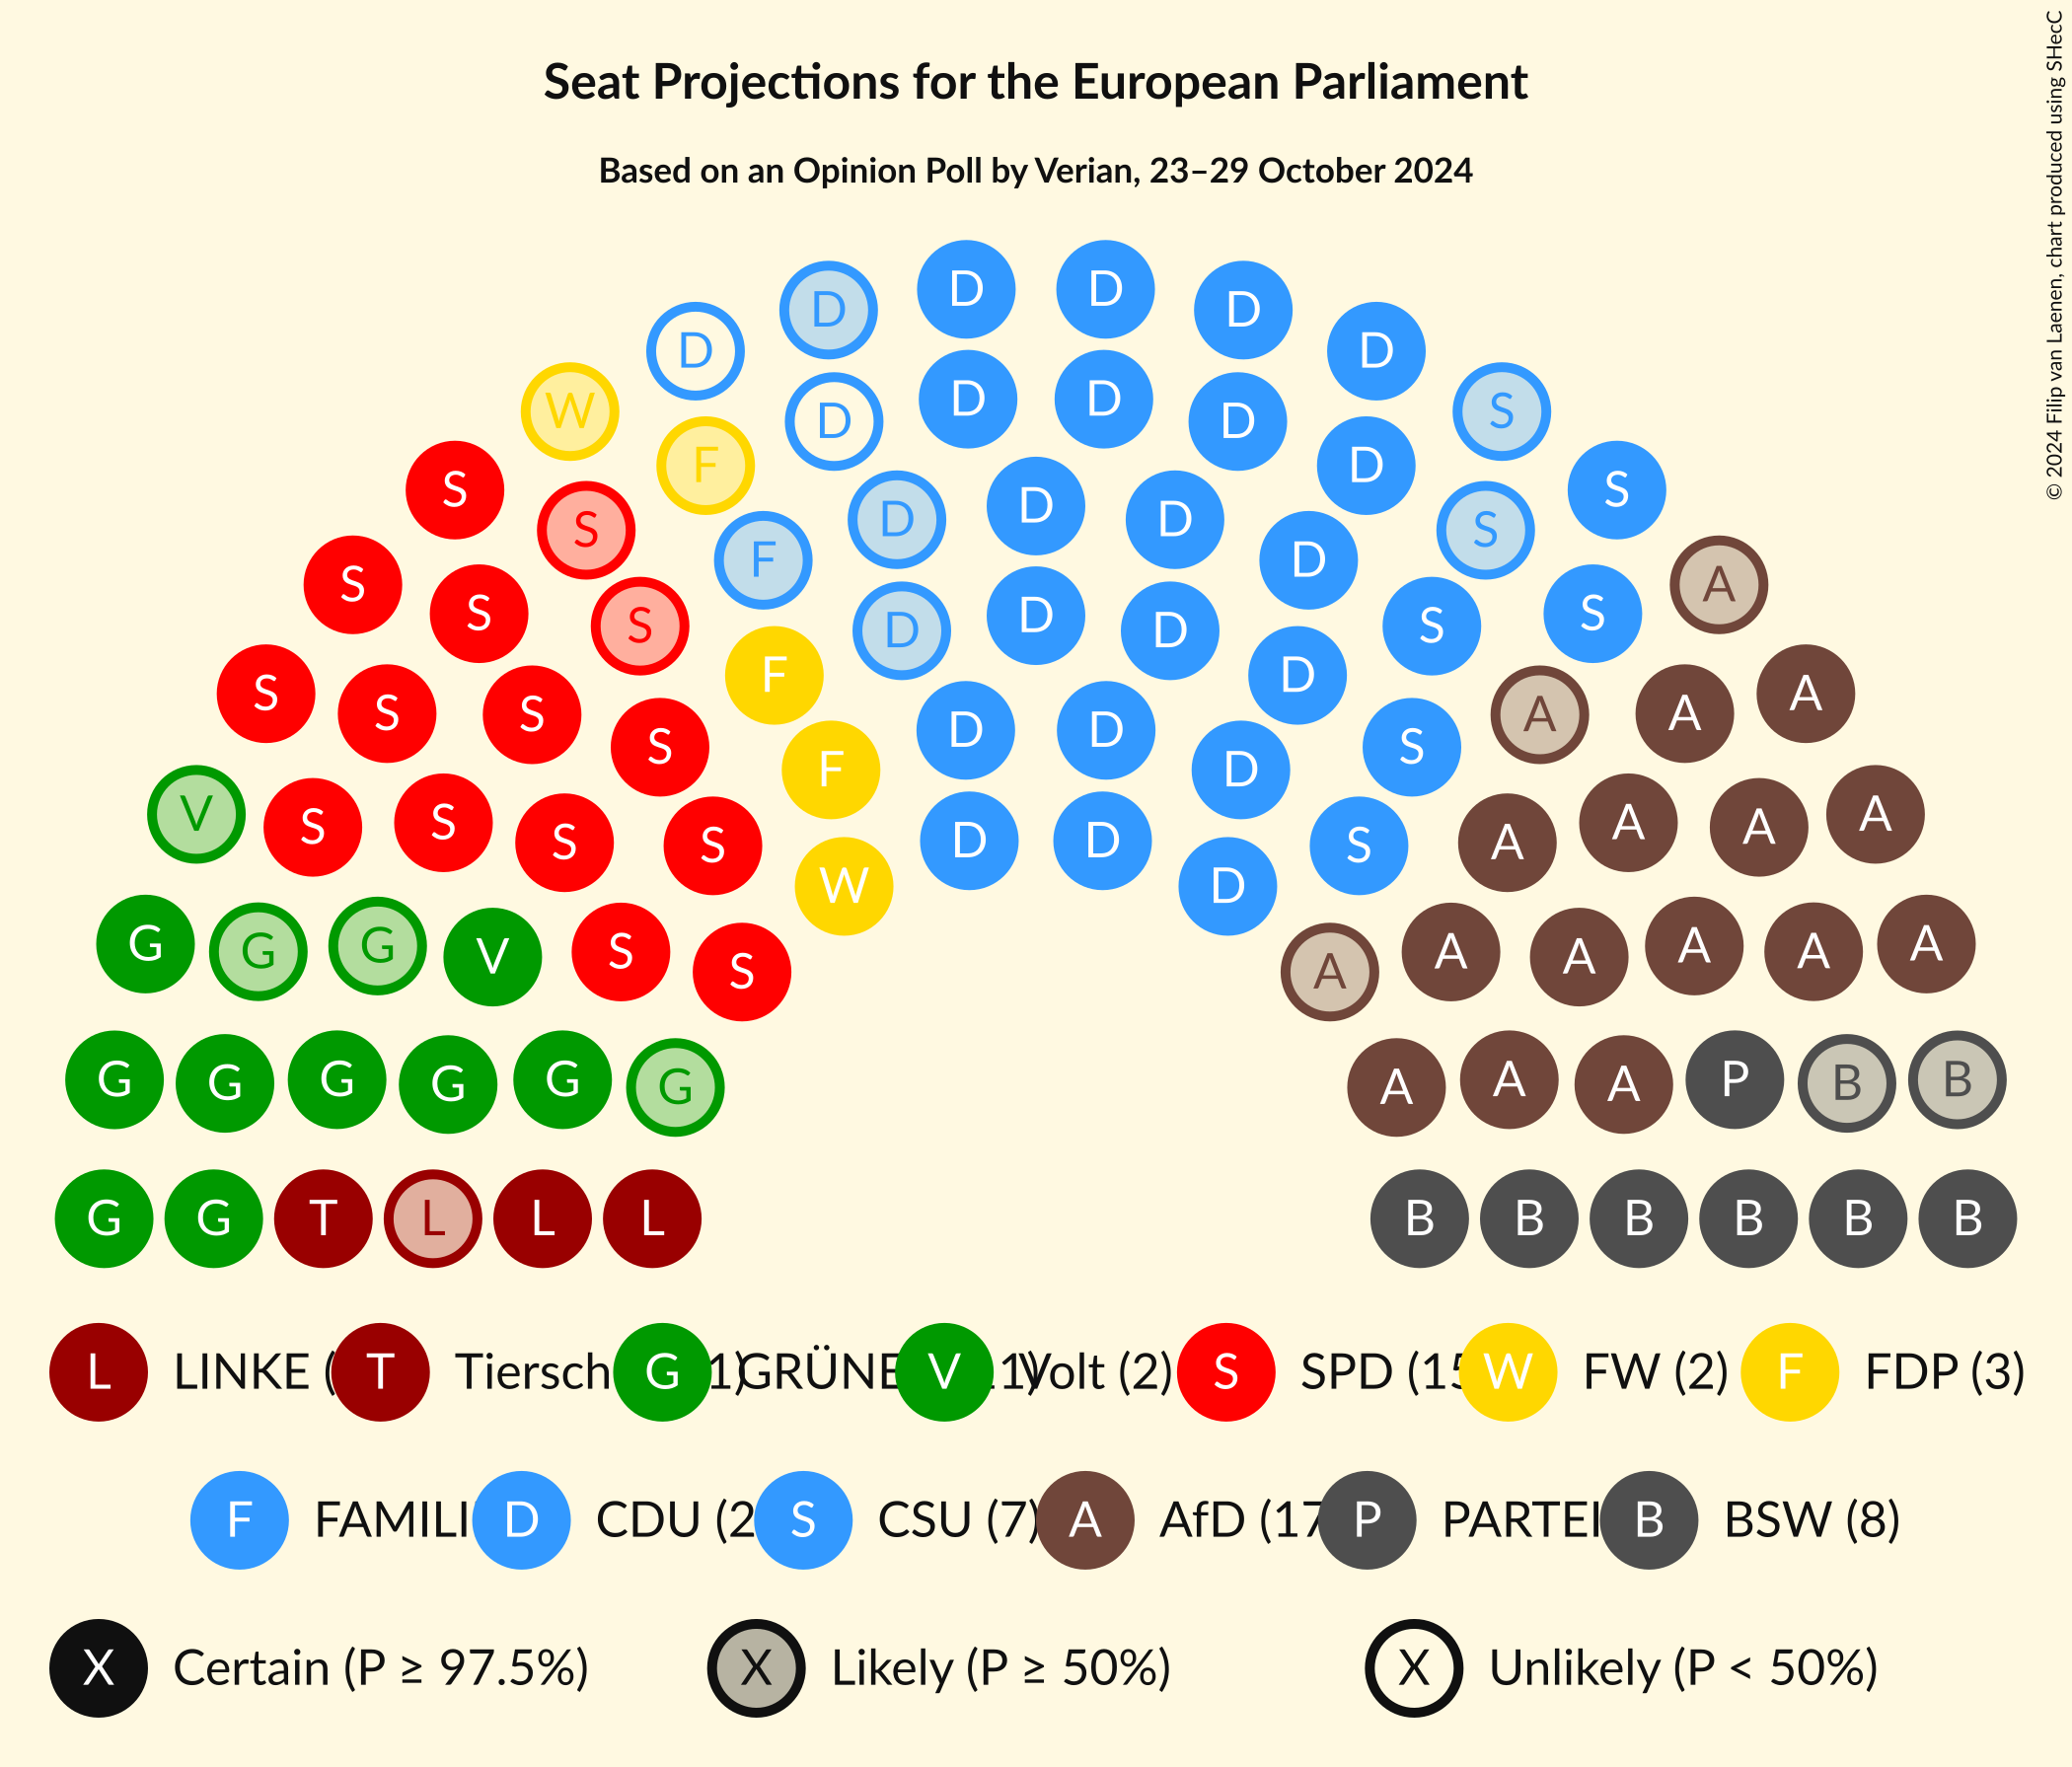 Seat Projections for the European Parliament
Based on an Opinion Poll by Verian, 23–29 October 2024
© 2024 Filip van Laenen, chart produced using SHecC
D D D D
D D
W S
D D D D
D D
F S
S S
D D D
D D
S S
F S
S A
D D D
D D
S S
F S
S A
D D
S S
F D
S A A A
W D D D
S S S S
V A A A A
G G G V S S
A A A A A A
G G G G G G
A A A P B B
G G T L L L
B B B B B B
L LINKE ( T Tiersch G 1) GRÜNE V 1) Volt (2) S SPD (15 W FW (2) F FDP (3)
F FAMILI D CDU (2 S CSU (7) A AfD (17 P PARTEI B BSW (8)
X Certain (P ≥ 97.5%) X Likely (P ≥ 50%) X Unlikely (P < 50%)